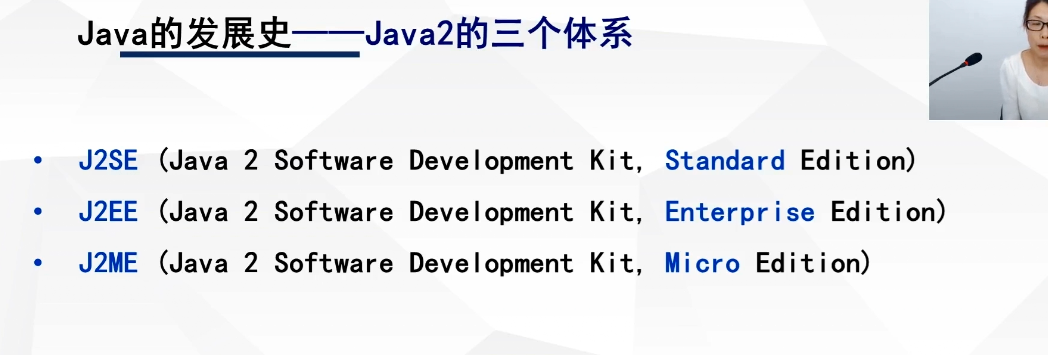 Java的发展史——Java2的三个体系
• J2SE (Java 2 Software Development Kit, Standard Edition)
• J2EE (Java 2 Software Development Kit, Enterprise Edition)
• J2ME (Java 2 Software Development Kit, Micro Edition)